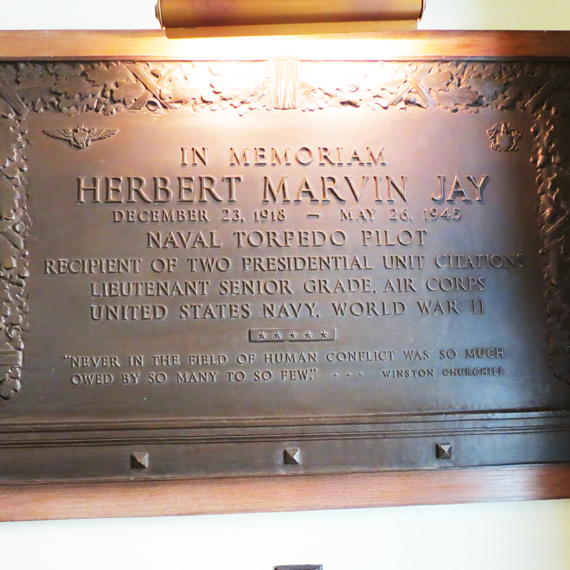 IN MEMORIAM
HERBERT MARVIN JAY
DECEMBER 23, 1918 — MAY 26, 1945
NAVAL TORPEDO PILOT
RECIPIENT OF TWO PRESIDENTIAL UNIT CITATIONS
LIEUTENANT SENIOR GRADE, AIR CORPS
UNITED STATES NAVY, WORLD WAR II
"NEVER IN THE FIELD OF HUMAN CONFLICT WAS SO MUCH
OWED BY SO MANY TO SO FEW." - - - WINSTON CHURCHILL